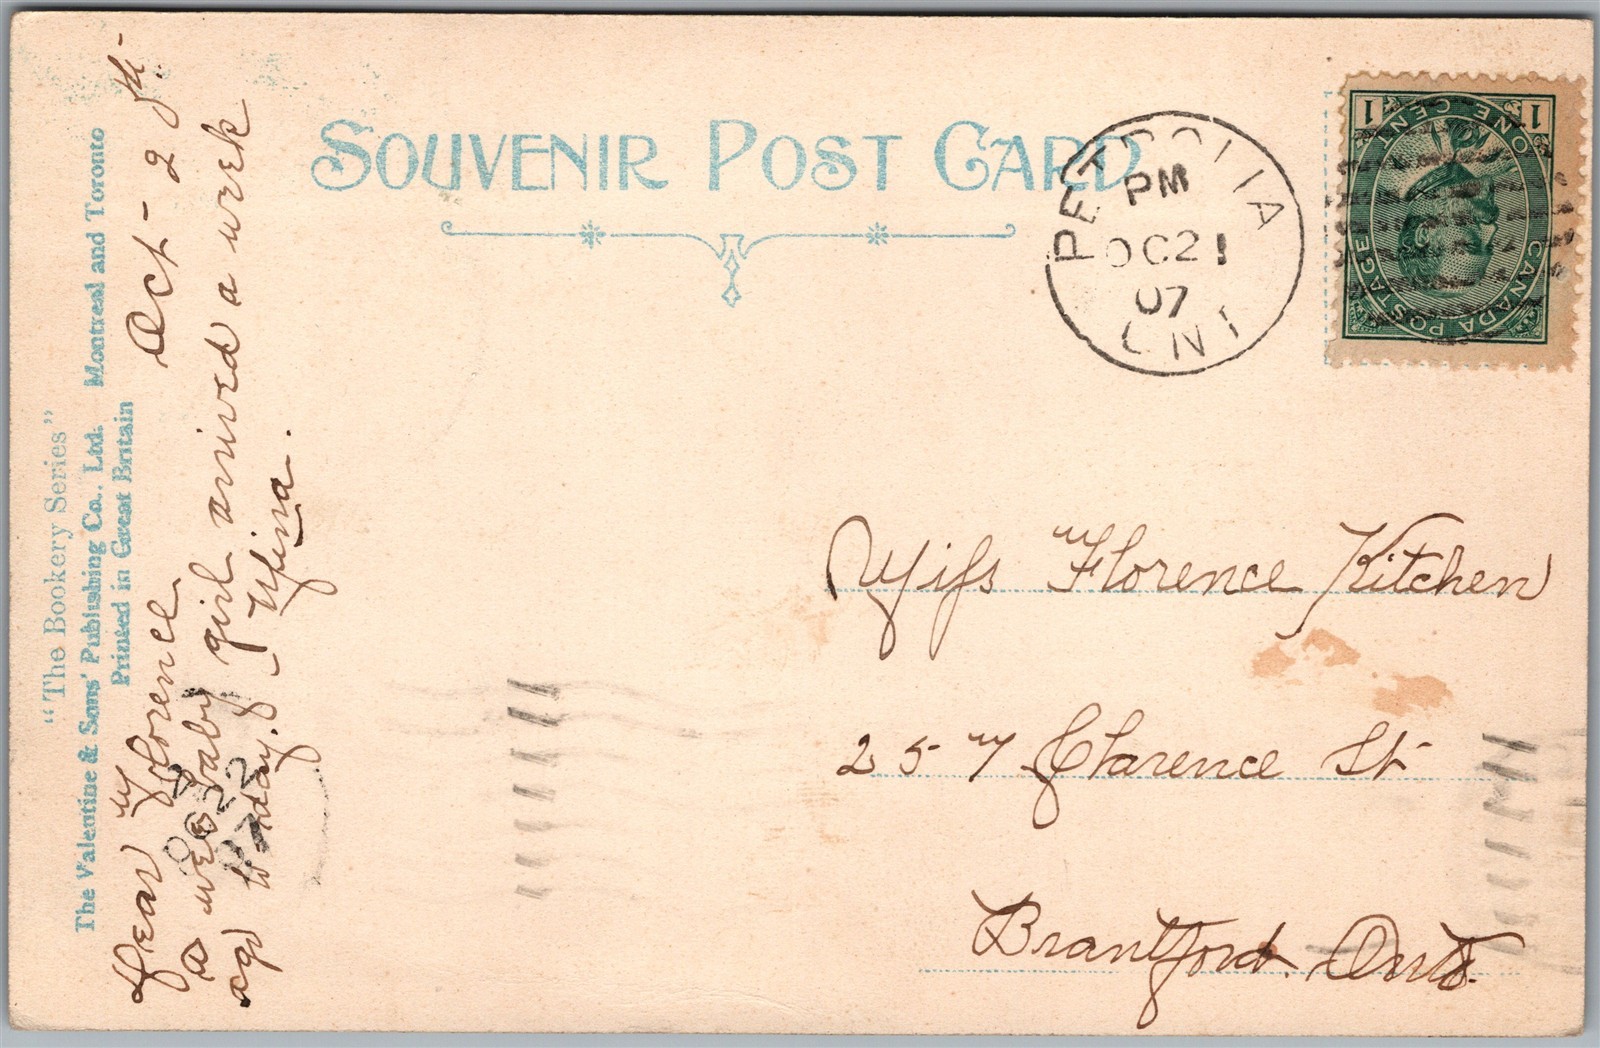 SOUVENIR POST CARD
"The Bookery Series"
The Valentine & Sons' Publishing Co., Ltd. Montreal and Toronto
Printed in Great Britain
PETROLIA
PM
OC 21
07
ONT
1 1
ONE CENT
CANADA POSTAGE
Oct - 2
Dear Florence
a wee baby girl arrived a week
ago today. -
Miss Florence Kitchen
257 Clarence St
Brantford. Ont.
OC 22